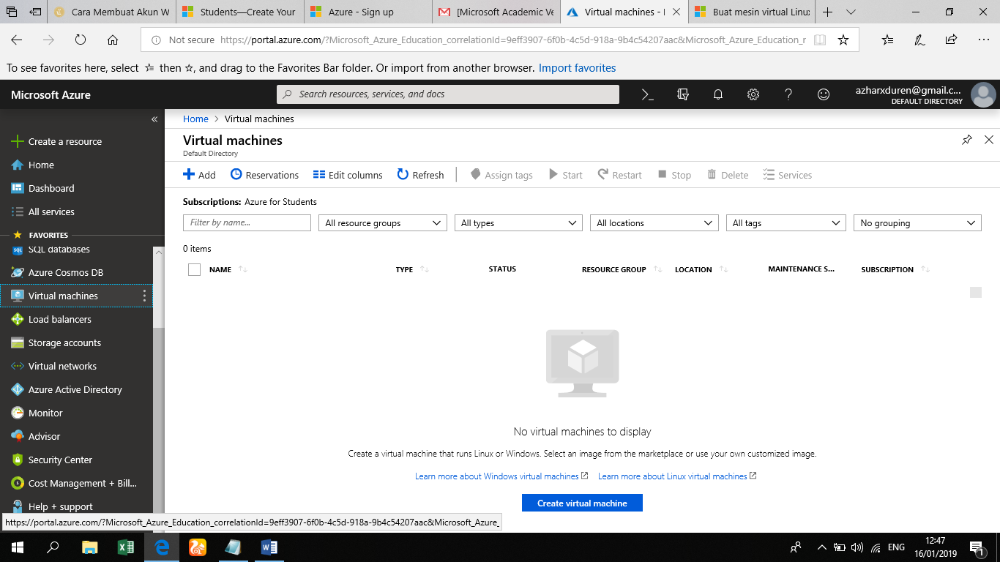 Cara Membuat Akun W
Students—Create Your
Azure - Sign up
[Microsoft Academic Ve
Virtual machines -
Buat mesin virtual Linux
Not secure https://portal.azure.com/?Microsoft_Azure_Education_correlationId=9eff3907-6f0b-4c5d-918a-9b4c54207aac&Microsoft_Azure_Education_r
To see favorites here, select then ☆, and drag to the Favorites Bar folder. Or import from another browser. Import favorites
Microsoft Azure
Search resources, services, and docs
azharxduren@gmail.c...
DEFAULT DIRECTORY
Create a resource
Home
Dashboard
All services
FAVORITES
SQL databases
Azure Cosmos DB
Virtual machines
Load balancers
Storage accounts
Virtual networks
Azure Active Directory
Monitor
Advisor
Security Center
Cost Management + Bill...
Help + support
Home > Virtual machines
Virtual machines
Default Directory
Add
Reservations
Edit columns
Refresh
Assign tags
Start
Restart
Stop
Delete
Services
Subscriptions: Azure for Students
Filter by name...
All resource groups
All types
All locations
All tags
No grouping
0 items
NAME
TYPE
STATUS
RESOURCE GROUP
LOCATION
MAINTENANCE S...
SUBSCRIPTION
No virtual machines to display
Create a virtual machine that runs Linux or Windows. Select an image from the marketplace or use your own customized image.
Learn more about Windows virtual machines
Learn more about Linux virtual machines
Create virtual machine
https://portal.azure.com/?Microsoft_Azure_Education_correlationId=9eff3907-6f0b-4c5d-918a-9b4c54207aac&Microsoft_Azure_
ENG
12:47
16/01/2019
1